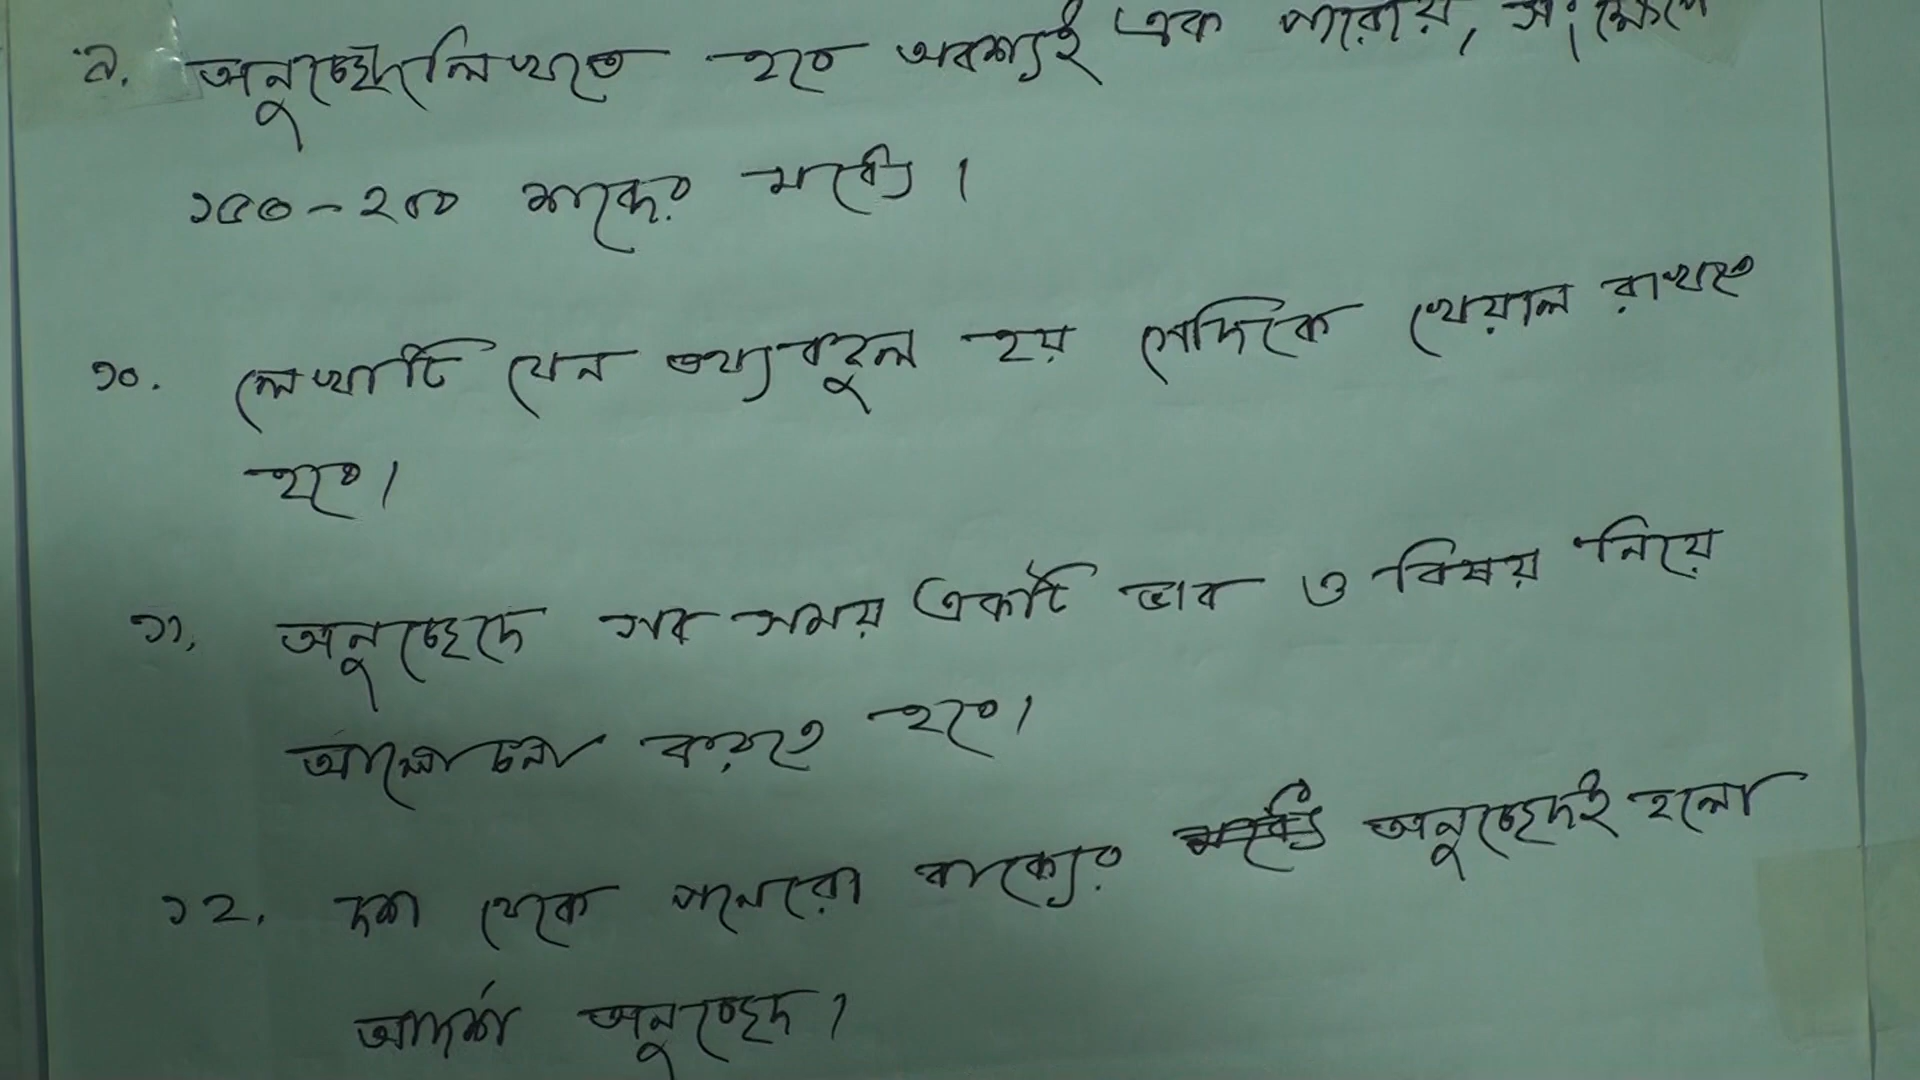 ৯. অনুচ্ছেদ লিখতে হবে অবশ্যই এক প্যারায়, সংক্ষেপে
১৫০-২০০ শব্দের মধ্যে।
১০. লেখাটি যেন তথ্যবহুল হয় সেদিকে খেয়াল রাখতে
হবে।
১১. অনুচ্ছেদে সব সময় একটি ভাব ও বিষয় নিয়ে
আলোচনা করতে হবে।
১২. দশ থেকে পনেরো বাক্যের মধ্যে অনুচ্ছেদই হলো
আদর্শ অনুচ্ছেদ।